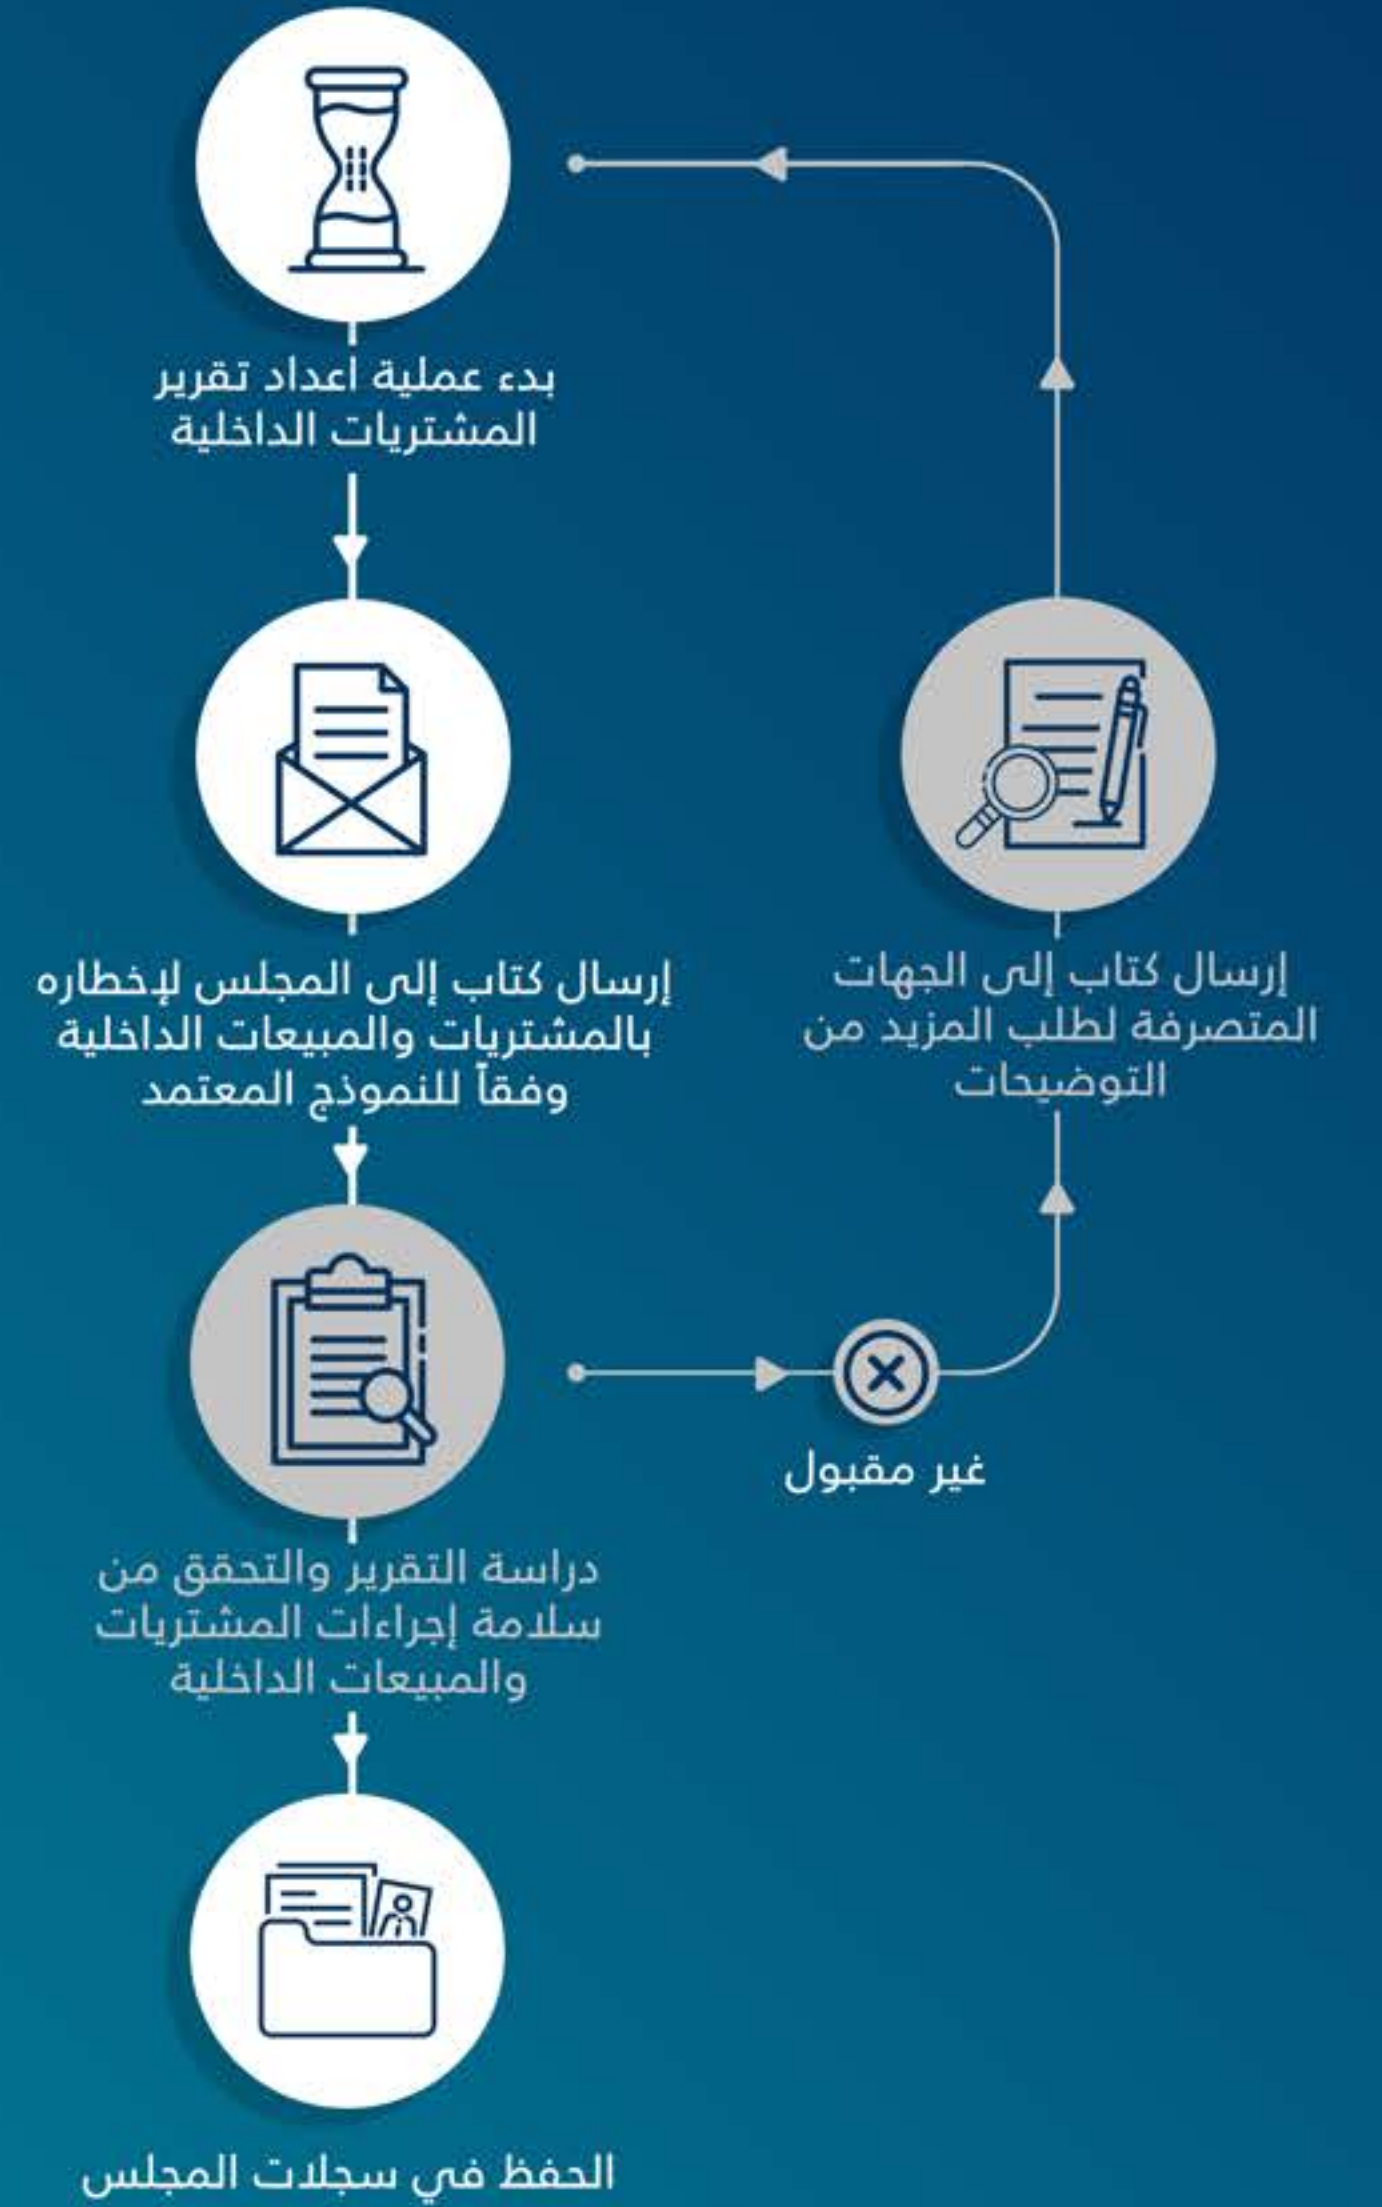 بدء عملية اعداد تقرير
المشتريات الداخلية
إرسال كتاب إلى المجلس لإخطاره
بالمشتريات والمبيعات الداخلية
وفقاً للنموذج المعتمد
إرسال كتاب إلى الجهات
المتصرفة لطلب المزيد من
التوضيحات
غير مقبول
دراسة التقرير والتحقق من
سلامة إجراءات المشتريات
والمبيعات الداخلية
الحفظ في سجلات المجلس